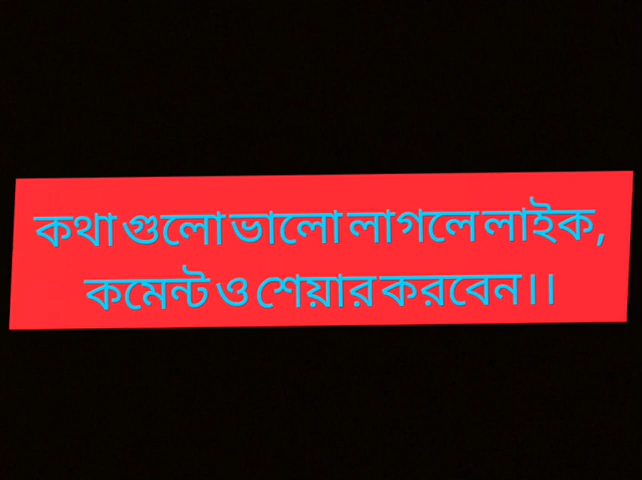 কথা গুলো ভালো লাগলে লাইক,
কমেন্ট ও শেয়ার করবেন।।